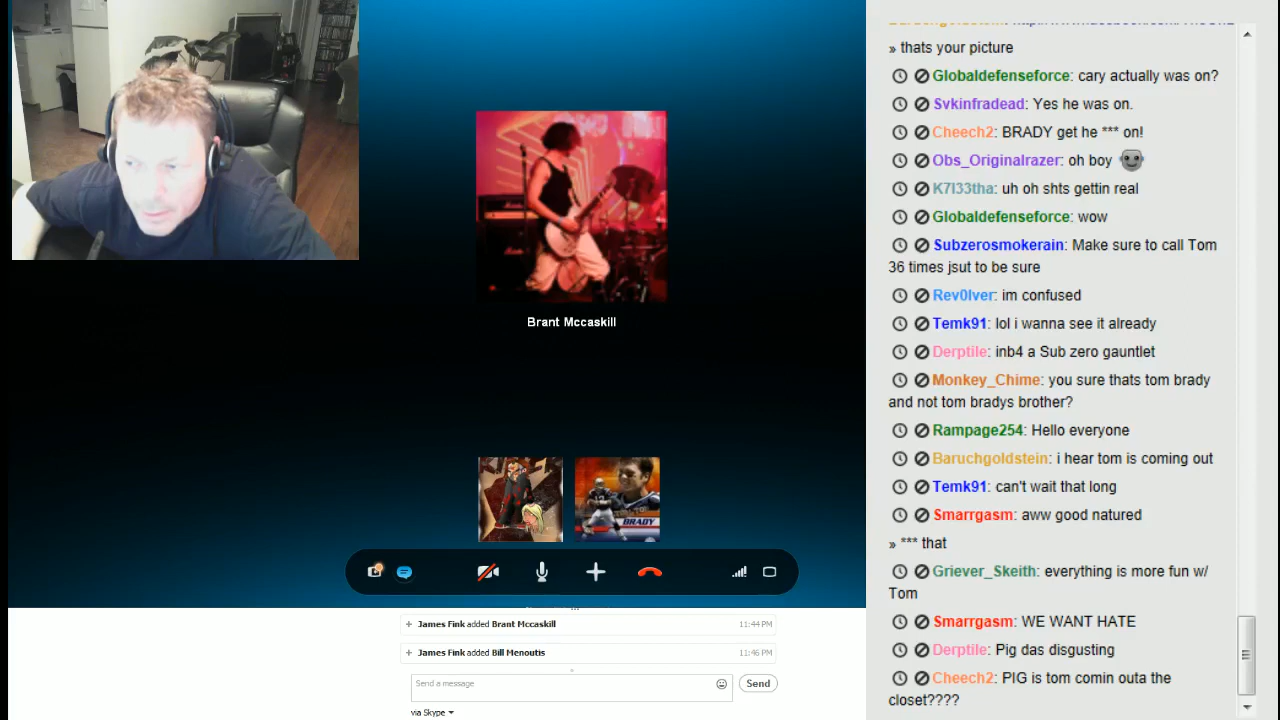 » thats your picture
Globaldefenseforce: cary actually was on?
Svkinfradead: Yes he was on.
Cheech2: BRADY get he *** on!
Obs_Originalrazer: oh boy
K7l33tha: uh oh shts gettin real
Globaldefenseforce: wow
Subzerosmokerain: Make sure to call Tom
36 times jsut to be sure
Rev0lver: im confused
Temk91: lol i wanna see it already
Derptile: inb4 a Sub zero gauntlet
Monkey_Chime: you sure thats tom brady
and not tom bradys brother?
Rampage254: Hello everyone
Baruchgoldstein: i hear tom is coming out
Temk91: can't wait that long
Smarrgasm: aww good natured
» *** that
Griever_Skeith: everything is more fun w/
Tom
Smarrgasm: WE WANT HATE
Derptile: Pig das disgusting
Cheech2: PIG is tom comin outa the
closet????
Brant Mccaskill
BRADY
James Fink added Brant Mccaskill 11:44 PM
James Fink added Bill Menoutis 11:46 PM
Send a message
Send
via Skype